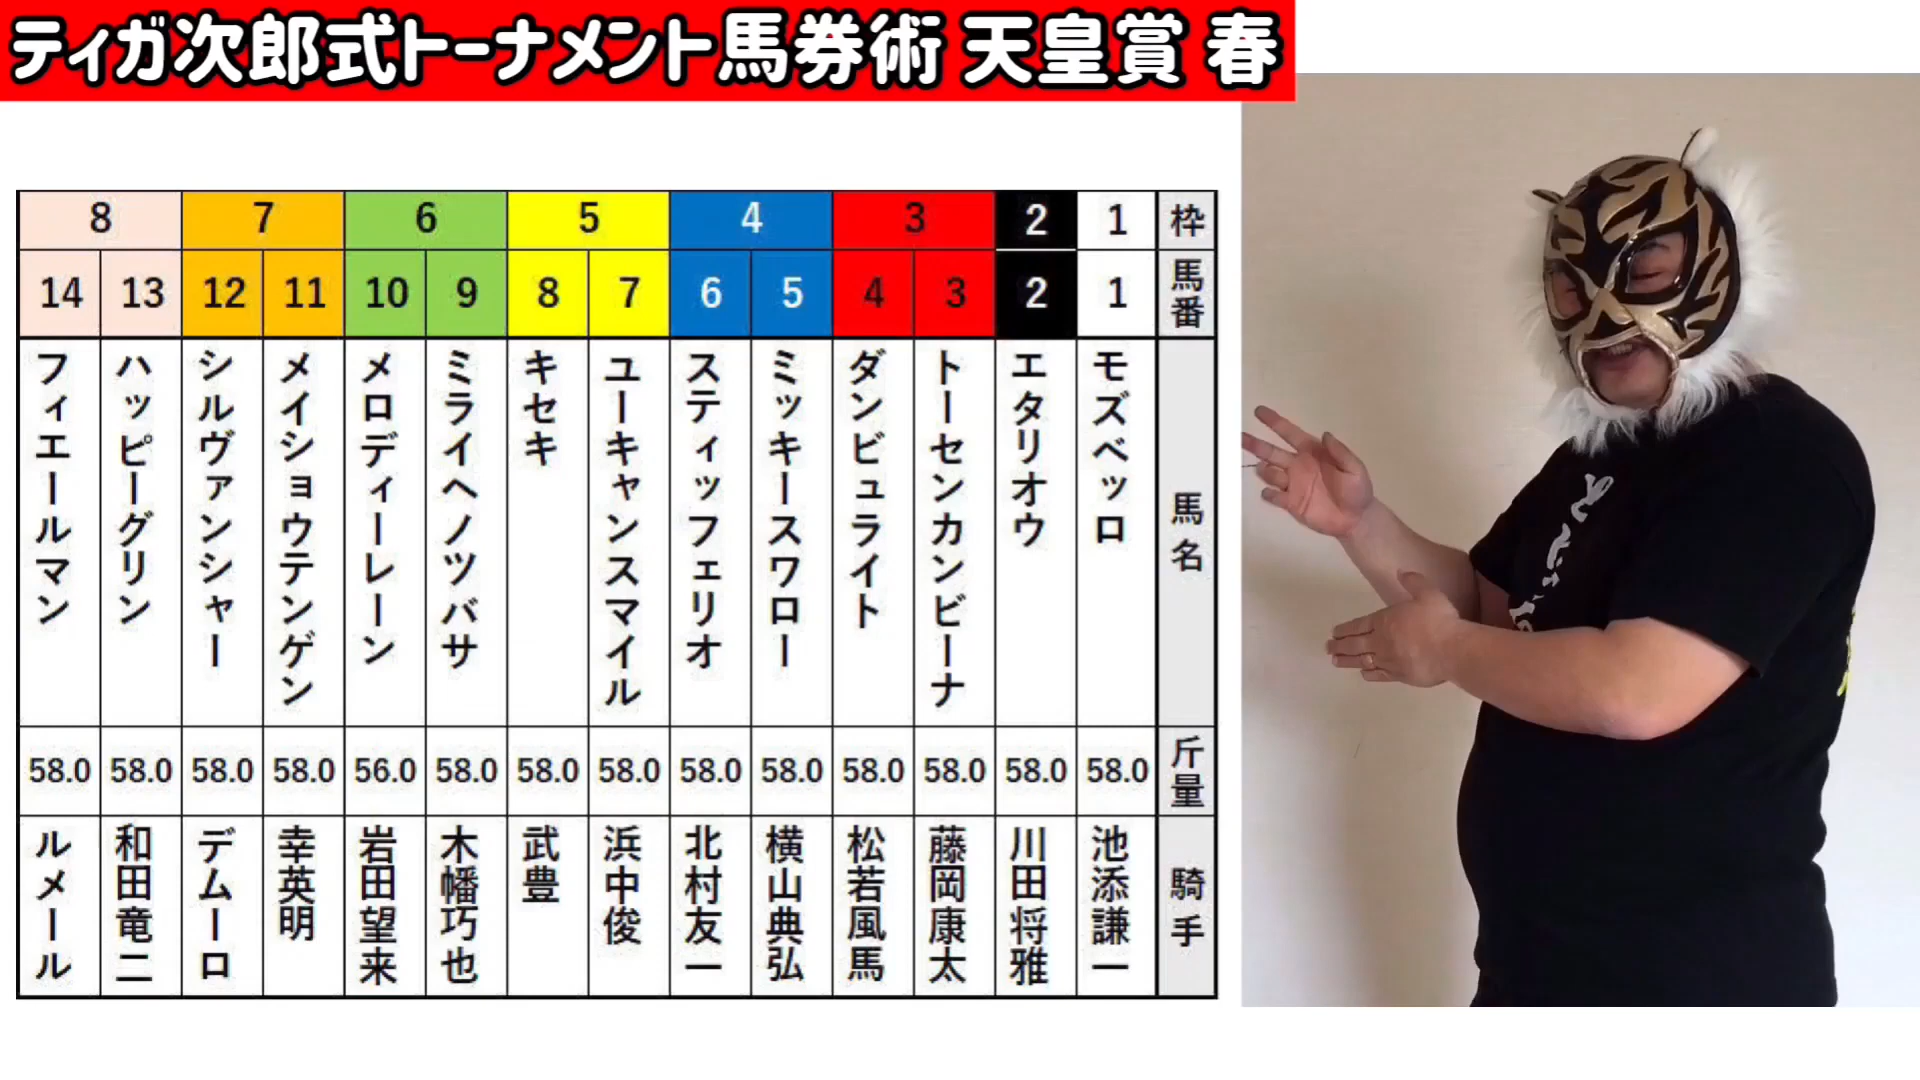 ティガ次郎式トーナメント馬券術 天皇賞 春
枠 1 2 3 4 5 6 7 8
馬番 1 2 3 4 5 6 7 8 9 10 11 12 13 14
馬名
モズベッロ
エタリオウ
トーセンカンビーナ
ダンビュライト
ミッキースワロー
スティッフェリオ
ユーキャンスマイル
キセキ
ミライヘノツバサ
メロディーレーン
メイショウテンゲン
シルヴァンシャー
ハッピーグリン
フィエールマン
斤量 58.0 58.0 58.0 58.0 58.0 58.0 58.0 58.0 58.0 56.0 58.0 58.0 58.0 58.0
騎手
池添謙一
川田将雅
藤岡康太
松若風馬
横山典弘
北村友一
浜中俊
武豊
木幡巧也
岩田望来
幸英明
デムーロ
和田竜二
ルメール